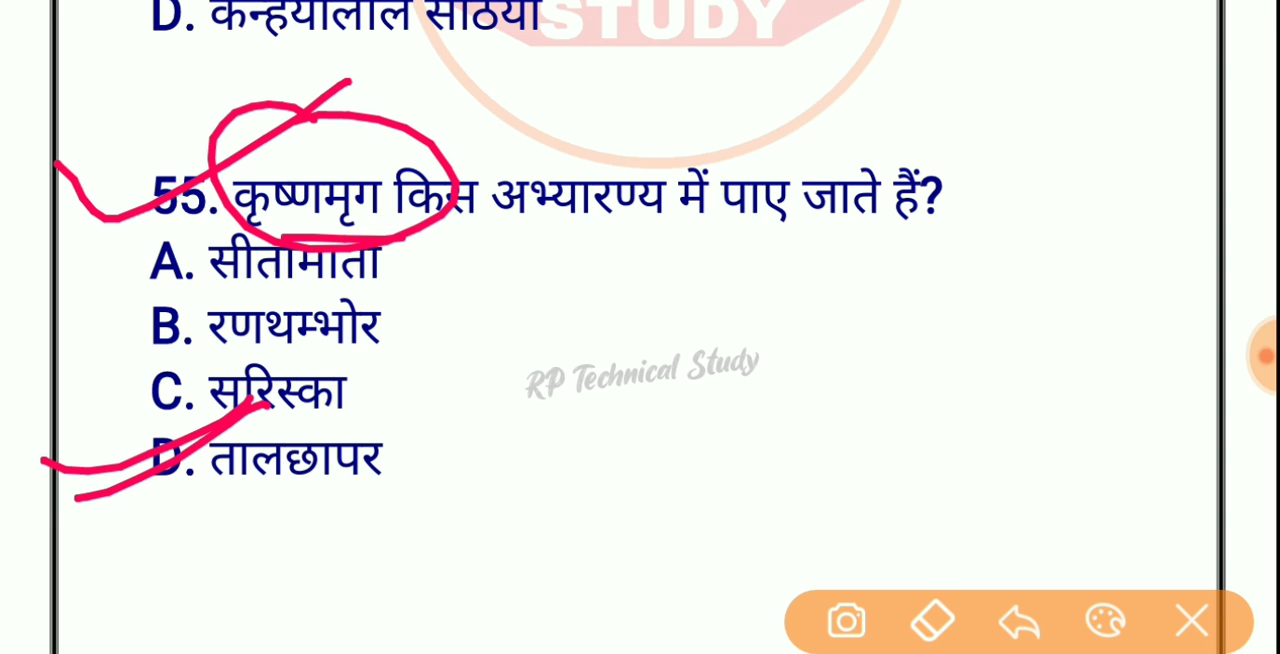 D. कन्हैयालाल सेठिया
STUDY
55. कृष्णमृग किस अभ्यारण्य में पाए जाते हैं?
A. सीतामाता
B. रणथम्भोर
RP Technical Study
C. सरिस्का
D. तालछापर